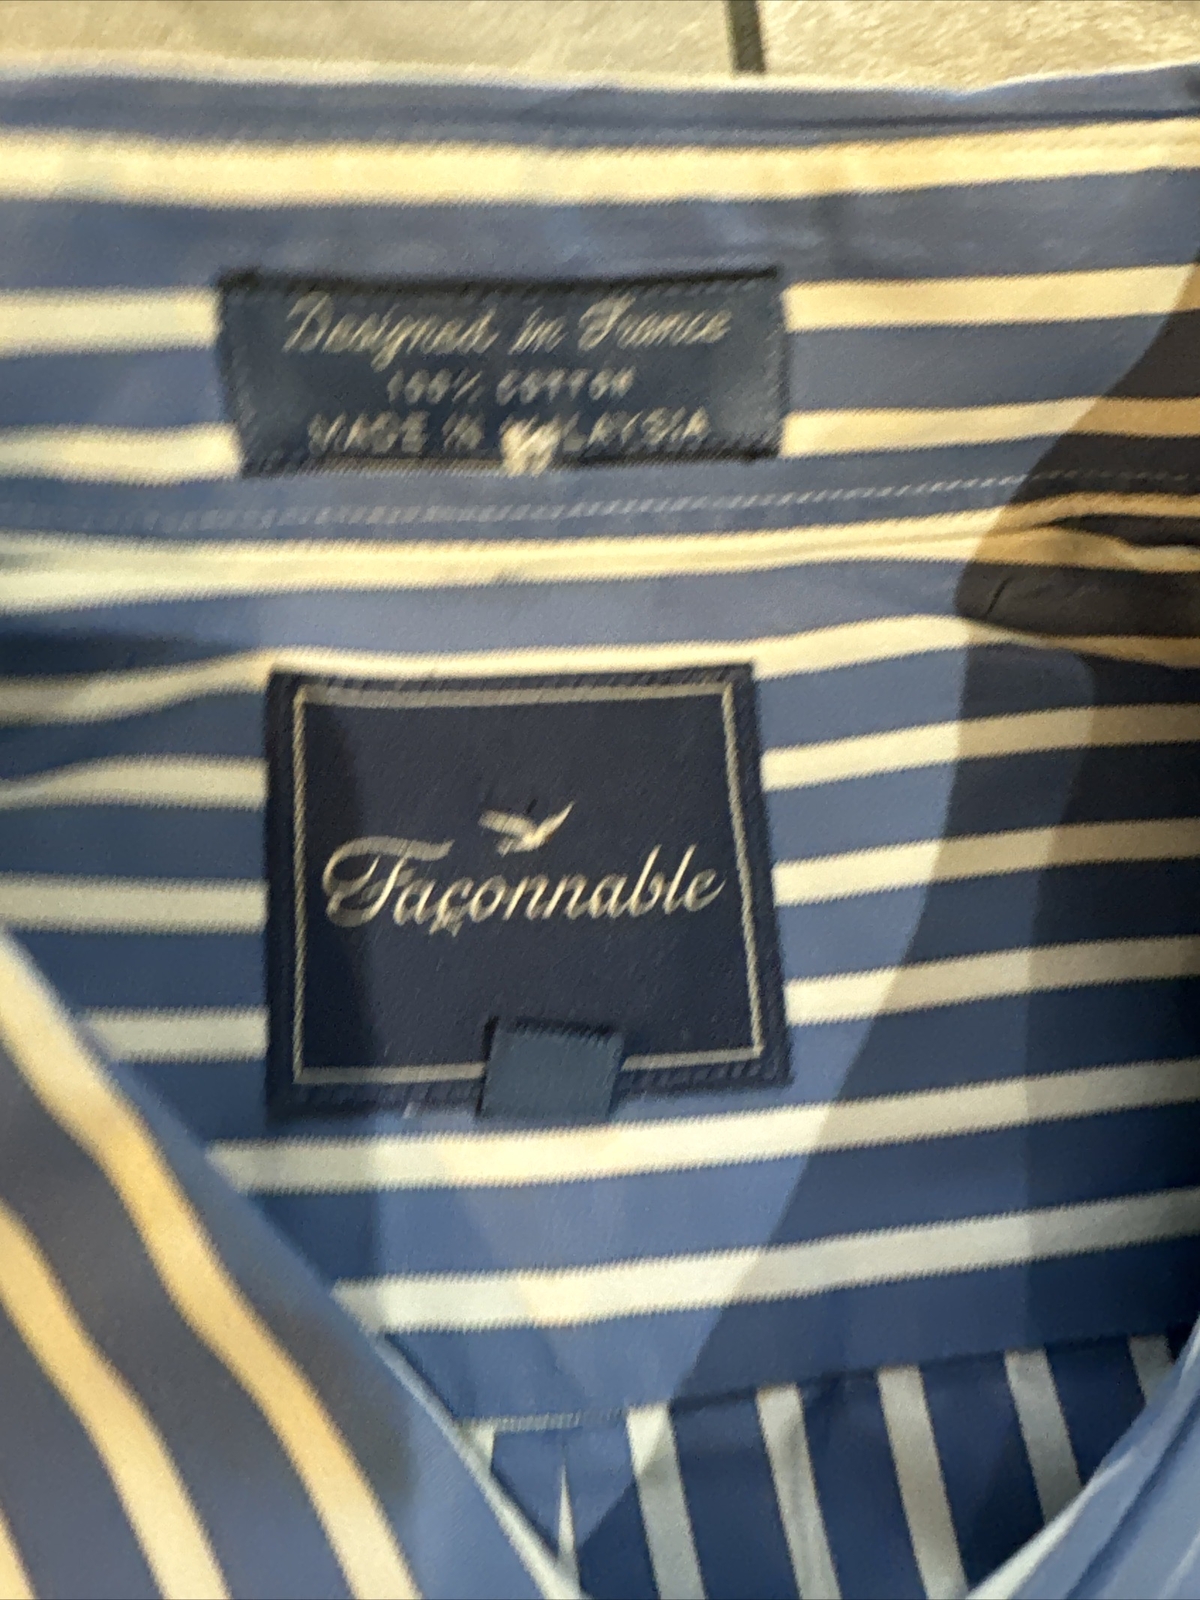 Designed in France
100% COTTON
MADE IN MALAYSIA
Façonnable